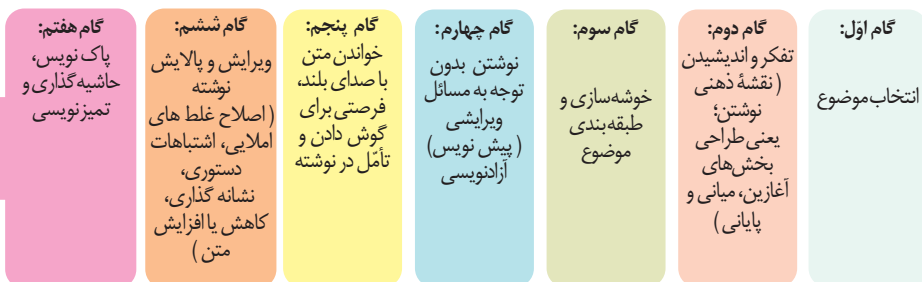 گام اوّل:
انتخاب موضوع
گام دوم:
تفکر و اندیشیدن
( نقشهٔ ذهنی
نوشتن؛
یعنی طراحی
بخش‌های
آغازین، میانی و
پایانی )
گام سوم:
خوشه‌سازی و
طبقه‌بندی
موضوع
گام چهارم:
نوشتن بدون
توجه به مسائل
ویرایشی
( پیش نویس)
آزادنویسی
گام پنجم:
خواندن متن
با صدای بلند،
فرصتی برای
گوش دادن و
تأمّل در نوشته
گام ششم:
ویرایش و پالایش
نوشته
( اصلاح غلط های
املایی، اشتباهات
دستوری،
نشانه گذاری،
کاهش یا افزایش
متن )
گام هفتم:
پاک نویس،
حاشیه‌گذاری و
تمیزنویسی